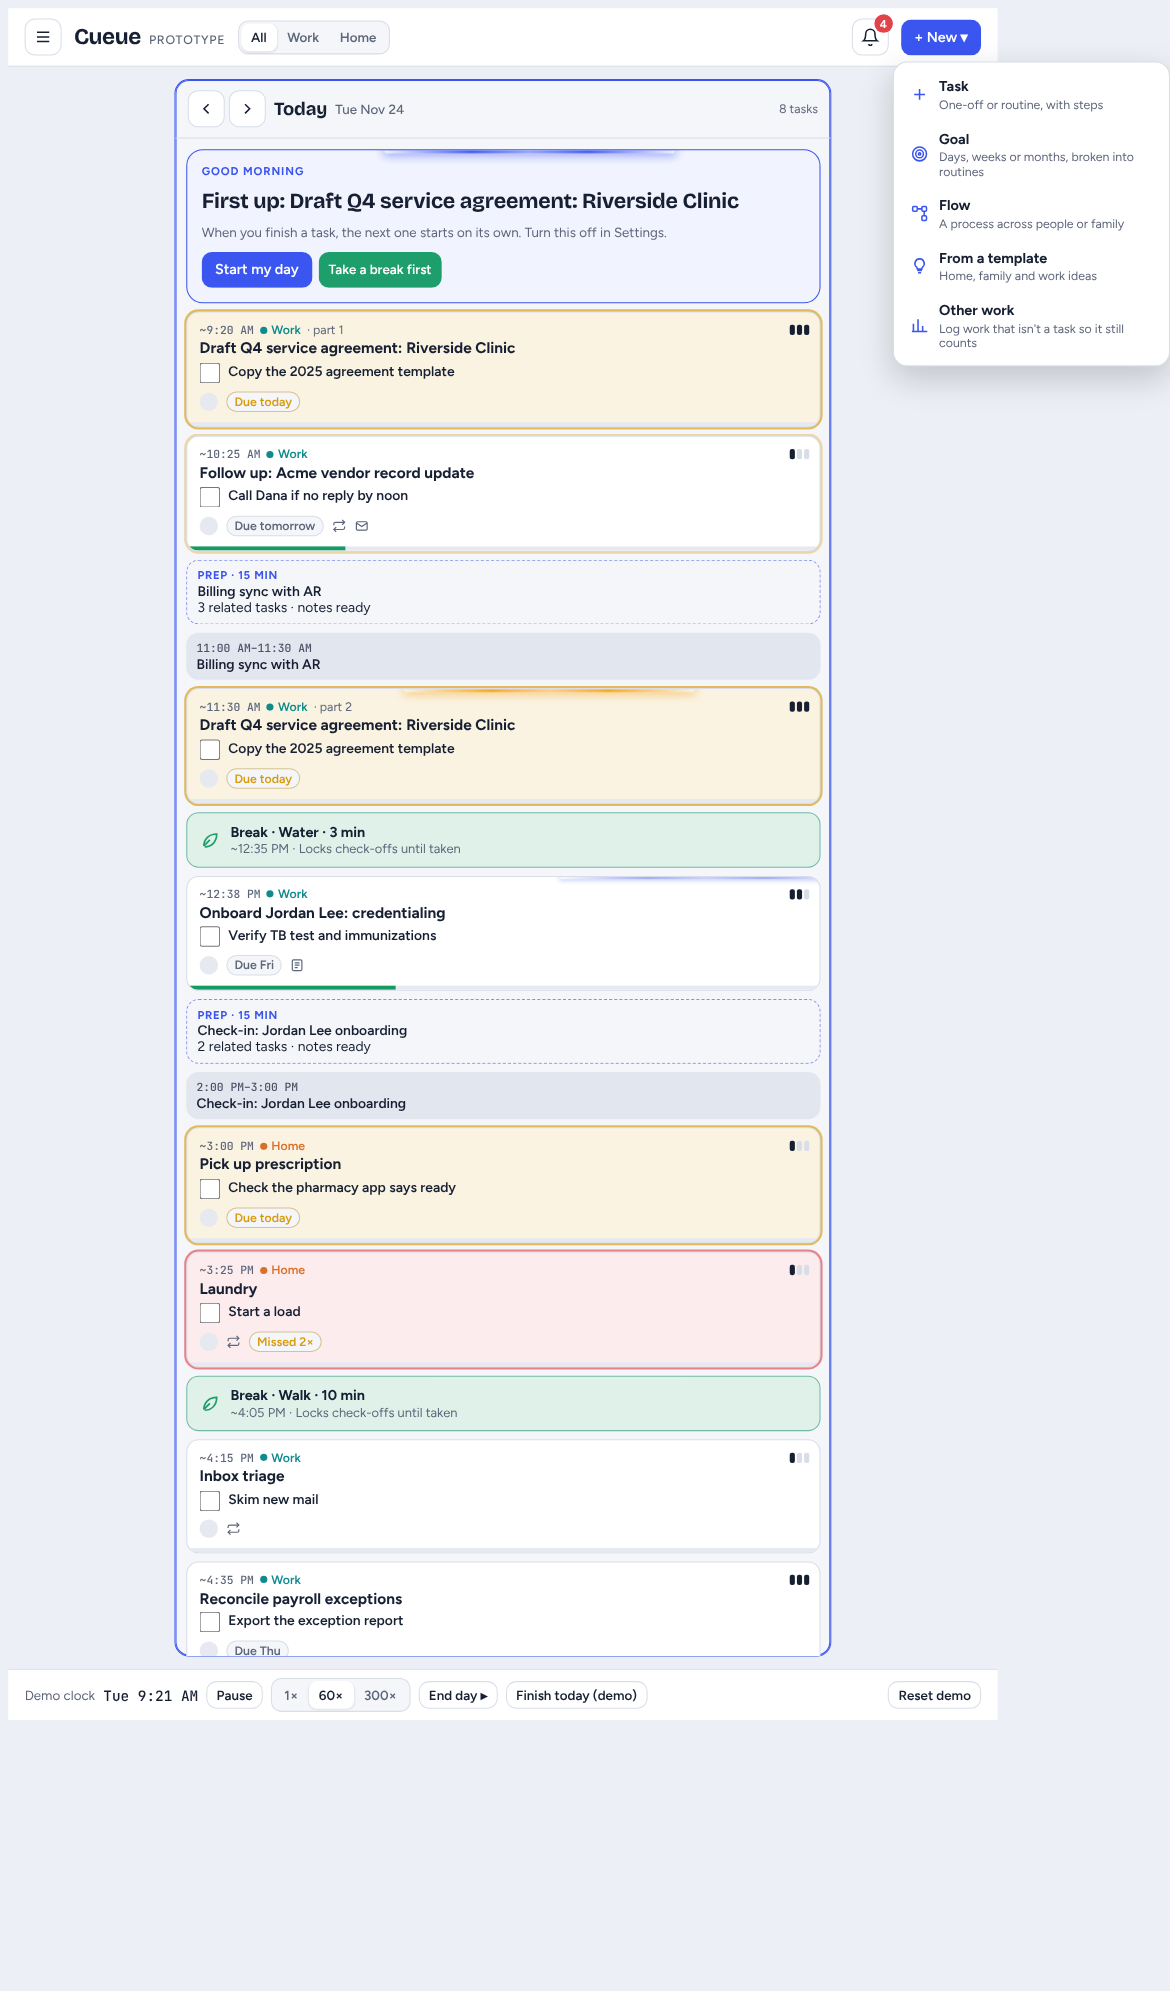 Cueue PROTOTYPE All Work Home 4 + New ▾
Task
One-off or routine, with steps
Goal
Days, weeks or months, broken into
routines
Flow
A process across people or family
From a template
Home, family and work ideas
Other work
Log work that isn't a task so it still
counts
Today Tue Nov 24 8 tasks
GOOD MORNING
First up: Draft Q4 service agreement: Riverside Clinic
When you finish a task, the next one starts on its own. Turn this off in Settings.
Start my day Take a break first
~9:20 AM Work · part 1
Draft Q4 service agreement: Riverside Clinic
Copy the 2025 agreement template
Due today
~10:25 AM Work
Follow up: Acme vendor record update
Call Dana if no reply by noon
Due tomorrow
PREP · 15 MIN
Billing sync with AR
3 related tasks · notes ready
11:00 AM–11:30 AM
Billing sync with AR
~11:30 AM Work · part 2
Draft Q4 service agreement: Riverside Clinic
Copy the 2025 agreement template
Due today
Break · Water · 3 min
~12:35 PM · Locks check-offs until taken
~12:38 PM Work
Onboard Jordan Lee: credentialing
Verify TB test and immunizations
Due Fri
PREP · 15 MIN
Check-in: Jordan Lee onboarding
2 related tasks · notes ready
2:00 PM–3:00 PM
Check-in: Jordan Lee onboarding
~3:00 PM Home
Pick up prescription
Check the pharmacy app says ready
Due today
~3:25 PM Home
Laundry
Start a load
Missed 2×
Break · Walk · 10 min
~4:05 PM · Locks check-offs until taken
~4:15 PM Work
Inbox triage
Skim new mail
~4:35 PM Work
Reconcile payroll exceptions
Export the exception report
Due Thu
Demo clock Tue 9:21 AM Pause 1× 60× 300× End day ▸ Finish today (demo) Reset demo